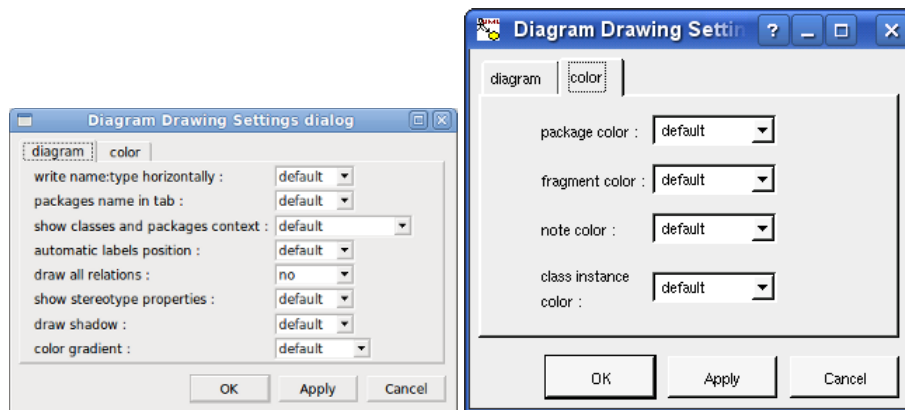 Diagram Drawing Settings dialog
diagram color
write name:type horizontally : default
packages name in tab : default
show classes and packages context : default
automatic labels position : default
draw all relations : no
show stereotype properties : default
draw shadow : default
color gradient : default
OK Apply Cancel
Diagram Drawing Settin
diagram color
package color : default
fragment color : default
note color : default
class instance
color : default
OK Apply Cancel